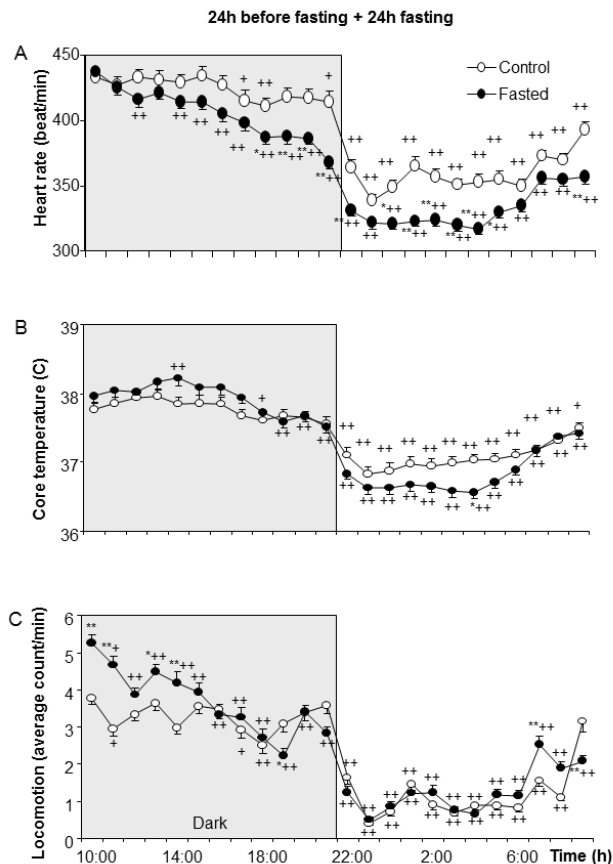 24h before fasting + 24h fasting
A
Heart rate (beat/min)
450
400
350
300
Control
Fasted
+ ++ +
++ ++ ++ ++ ++ *++ **++ **++ **++
++ ++ ++ ++ ++ ++ ++ ++ ++ ++ ++ ++
**++ ++ *++ **++ **++ **++ **++ *++ ++ ++ ++ **++
B
Core temperature (C)
39
38
37
36
++ + ++ ++ ++
++ ++ ++ ++ ++ ++ ++ ++ ++ ++ ++ +
++ ++ ++ ++ ++ ++ *++ ++ ++ ++ ++
C
Locomotion (average count/min)
6
5
4
3
2
1
0
** **+ ++ *++ **++ ++ ++ ++ ++ *++ ++ ++
+ +
++ ++ ++ ++ ++ ++ ++ ++ ++ **++ ++ **++
Dark
10:00 14:00 18:00 22:00 2:00 6:00 Time (h)